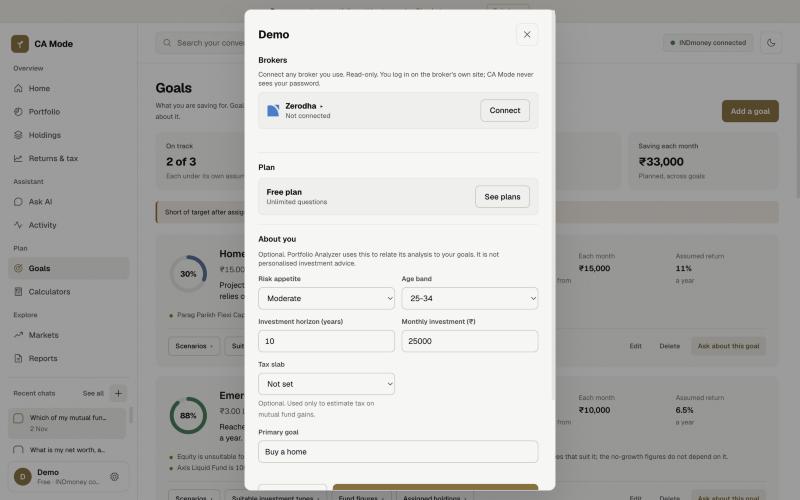 CA Mode
Overview
Home
Portfolio
Holdings
Returns & tax
Assistant
Ask AI
Activity
Plan
Goals
Calculators
Explore
Markets
Reports
Recent chats
See all
Which of my mutual fun...
2 Nov
What is my net worth, a...
D
Demo
Free · INDmoney co...
Search your conver
INDmoney connected
Goals
What you are saving for. Goal
about it.
Add a goal
On track
2 of 3
Each under its own assum
Saving each month
₹33,000
Planned, across goals
Short of target after assig
30%
Home
₹15.00
Project
relies o
Parag Parikh Flexi Cap
from
Each month
₹15,000
Assumed return
11%
a year
Scenarios
Suit
Edit
Delete
Ask about this goal
88%
Emer
₹3.00 L
Reache
a year.
Each month
₹10,000
Assumed return
6.5%
a year
Equity is unsuitable fo
es that suit it; the no-growth figures do not depend on it.
Axis Liquid Fund is 10
Scenarios
Suitable investment types
Fund figures
Assigned holdings
Edit
Delete
Ask about this goal
Demo
Brokers
Connect any broker you use. Read-only. You log in on the broker's own site; CA Mode never
sees your password.
Zerodha
Not connected
Connect
Plan
Free plan
Unlimited questions
See plans
About you
Optional. Portfolio Analyzer uses this to relate its analysis to your goals. It is not
personalised investment advice.
Risk appetite
Age band
Moderate
25-34
Investment horizon (years)
Monthly investment (₹)
10
25000
Tax slab
Not set
Optional. Used only to estimate tax on
mutual fund gains.
Primary goal
Buy a home